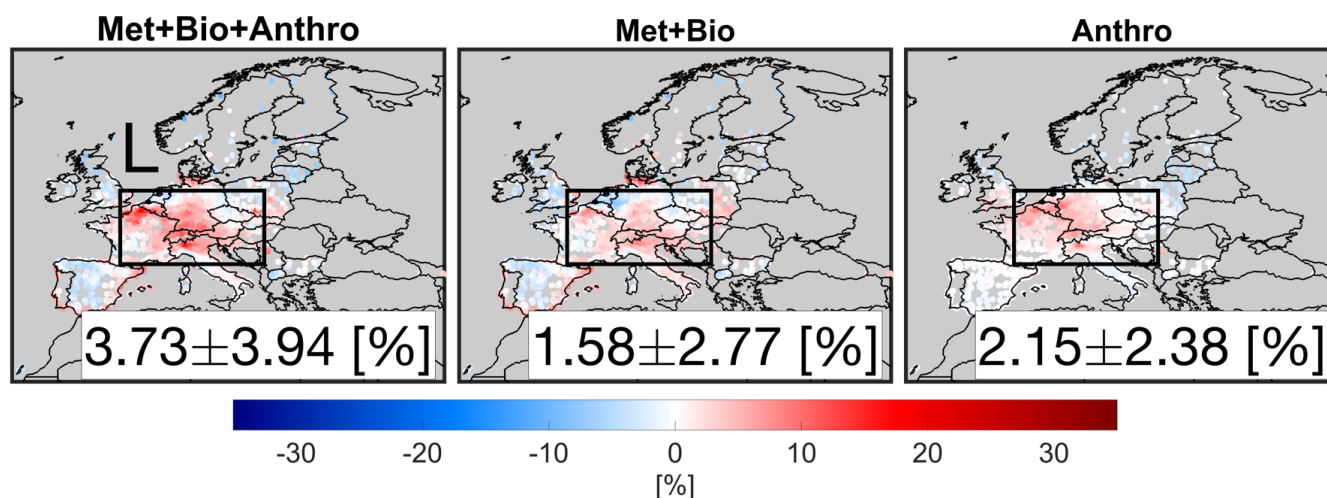 Met+Bio+Anthro
Met+Bio
Anthro
L
3.73±3.94 [%]
1.58±2.77 [%]
2.15±2.38 [%]
-30 -20 -10 0 10 20 30
[%]